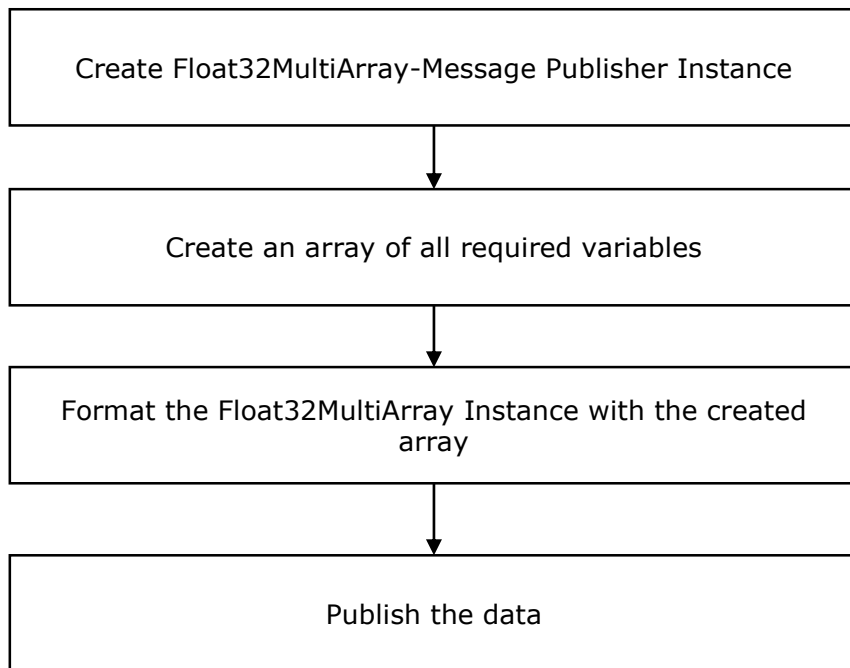 Create Float32MultiArray-Message Publisher Instance
Create an array of all required variables
Format the Float32MultiArray Instance with the created
array
Publish the data